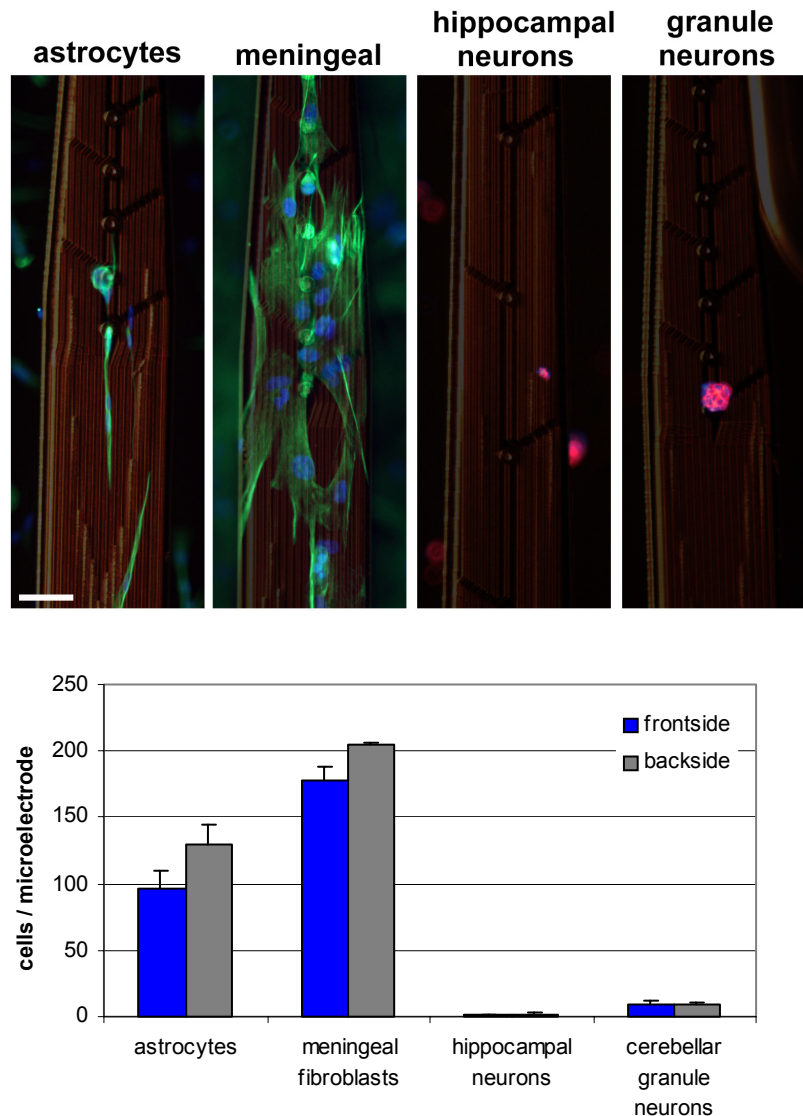 astrocytes
meningeal
hippocampal
neurons
granule
neurons
250
200
150
100
50
0
cells / microelectrode
frontside
backside
astrocytes
meningeal
fibroblasts
hippocampal
neurons
cerebellar
granule
neurons